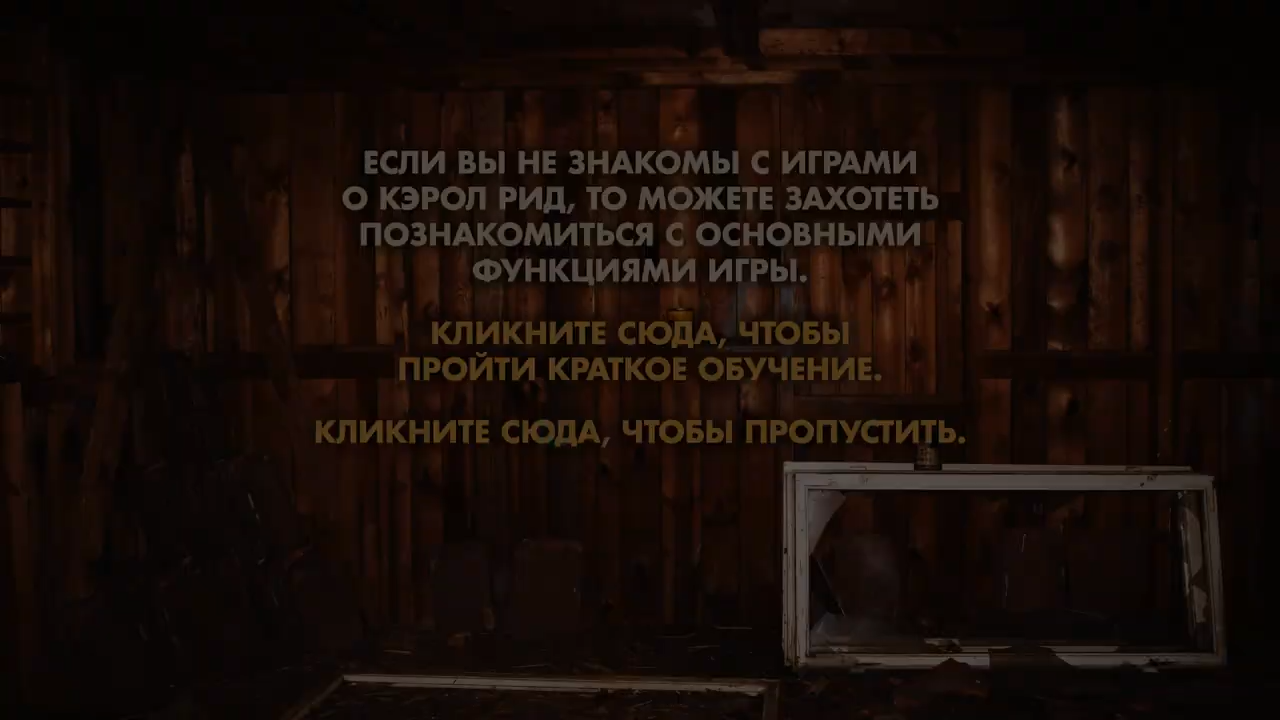 ЕСЛИ ВЫ НЕ ЗНАКОМЫ С ИГРАМИ
О КЭРОЛ РИД, ТО МОЖЕТЕ ЗАХОТЕТЬ
ПОЗНАКОМИТЬСЯ С ОСНОВНЫМИ
ФУНКЦИЯМИ ИГРЫ.
КЛИКНИТЕ СЮДА, ЧТОБЫ
ПРОЙТИ КРАТКОЕ ОБУЧЕНИЕ.
КЛИКНИТЕ СЮДА, ЧТОБЫ ПРОПУСТИТЬ.